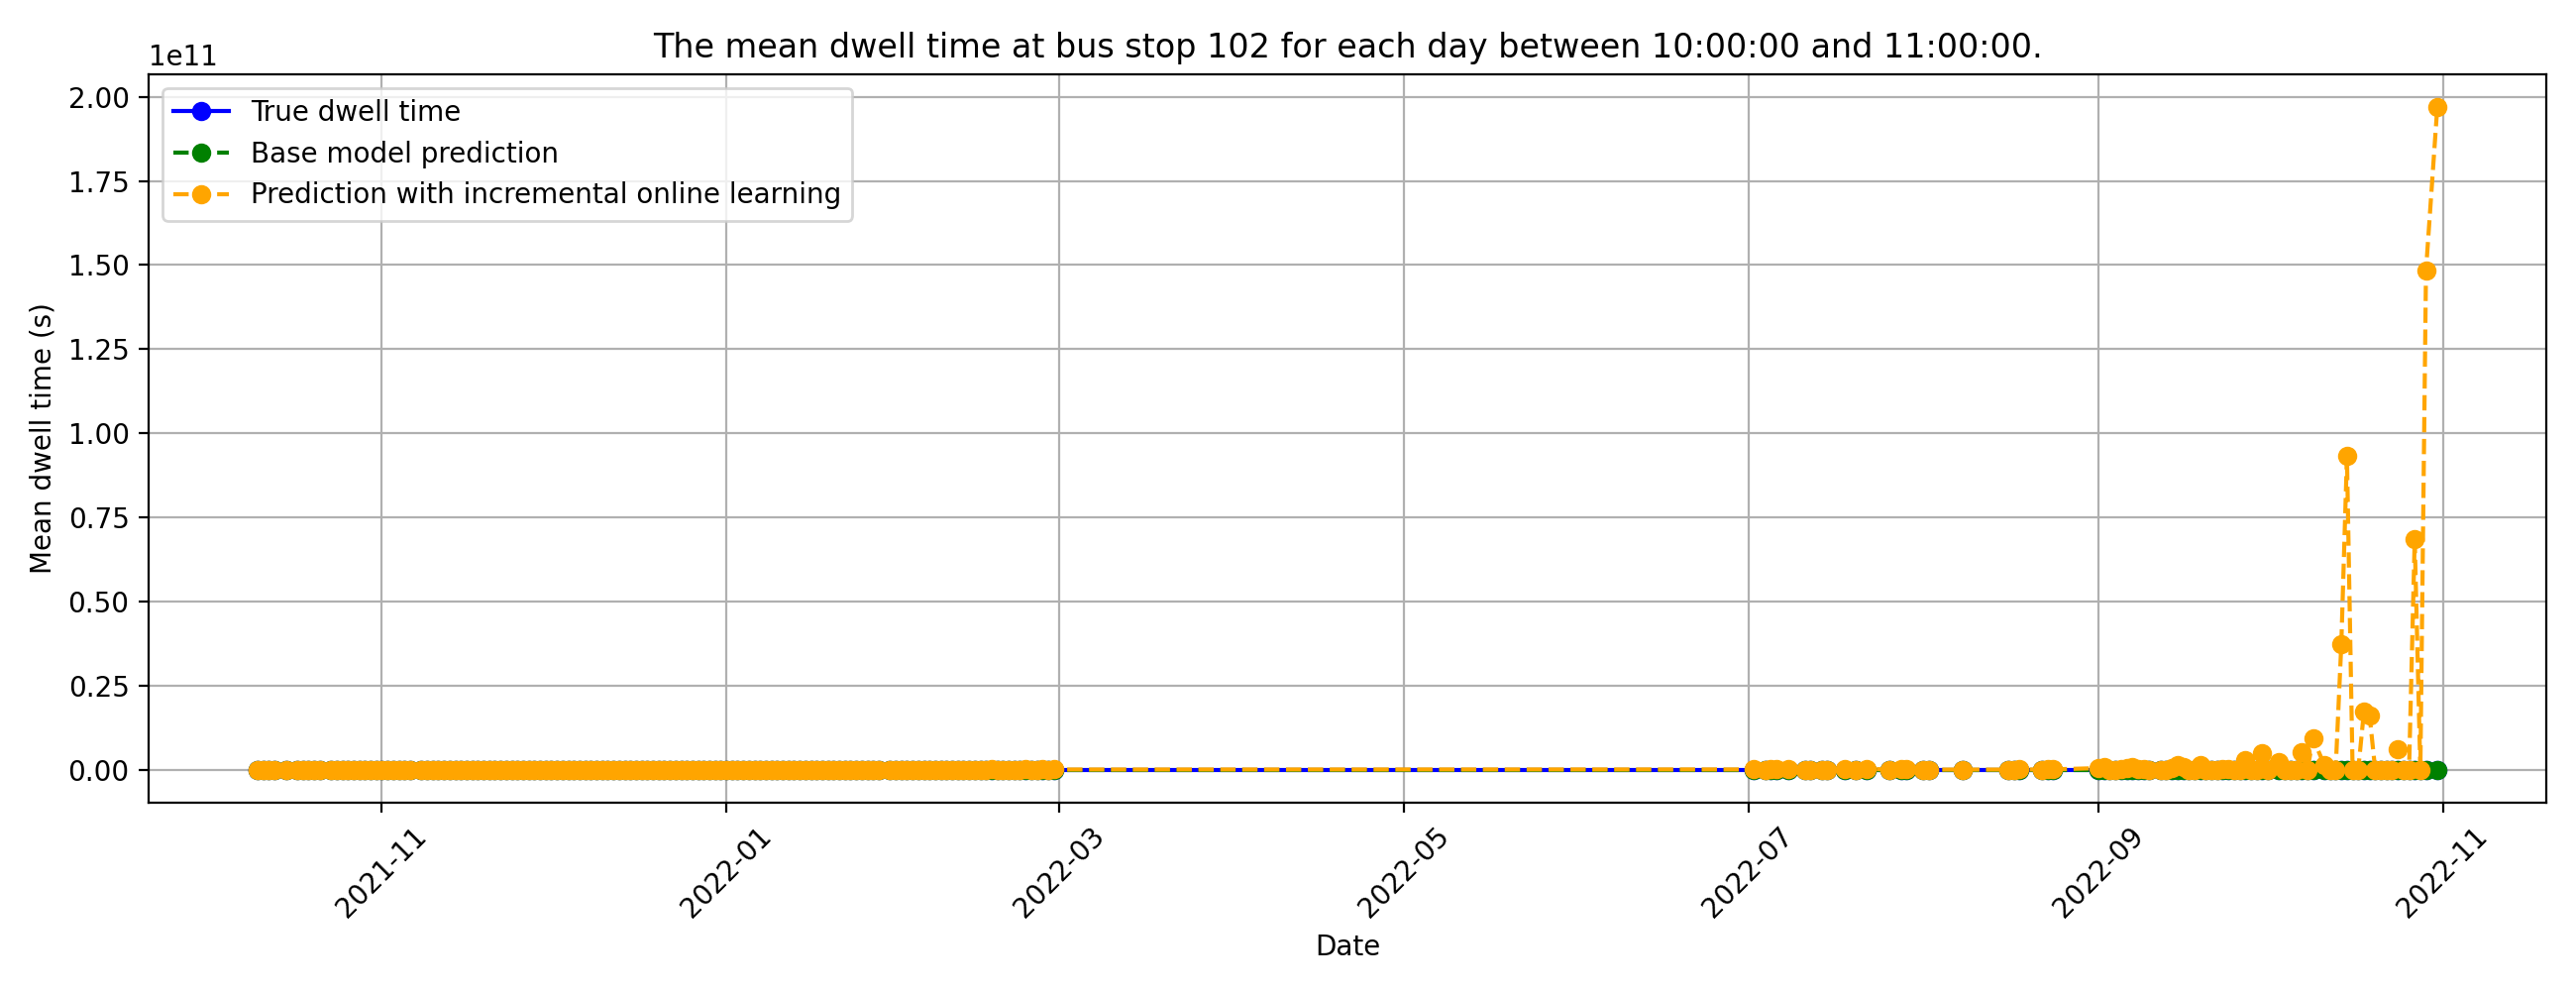 The mean dwell time at bus stop 102 for each day between 10:00:00 and 11:00:00.
1e11
2.00
1.75
1.50
1.25
1.00
0.75
0.50
0.25
0.00
Mean dwell time (s)
True dwell time
Base model prediction
Prediction with incremental online learning
2021-11
2022-01
2022-03
2022-05
2022-07
2022-09
2022-11
Date